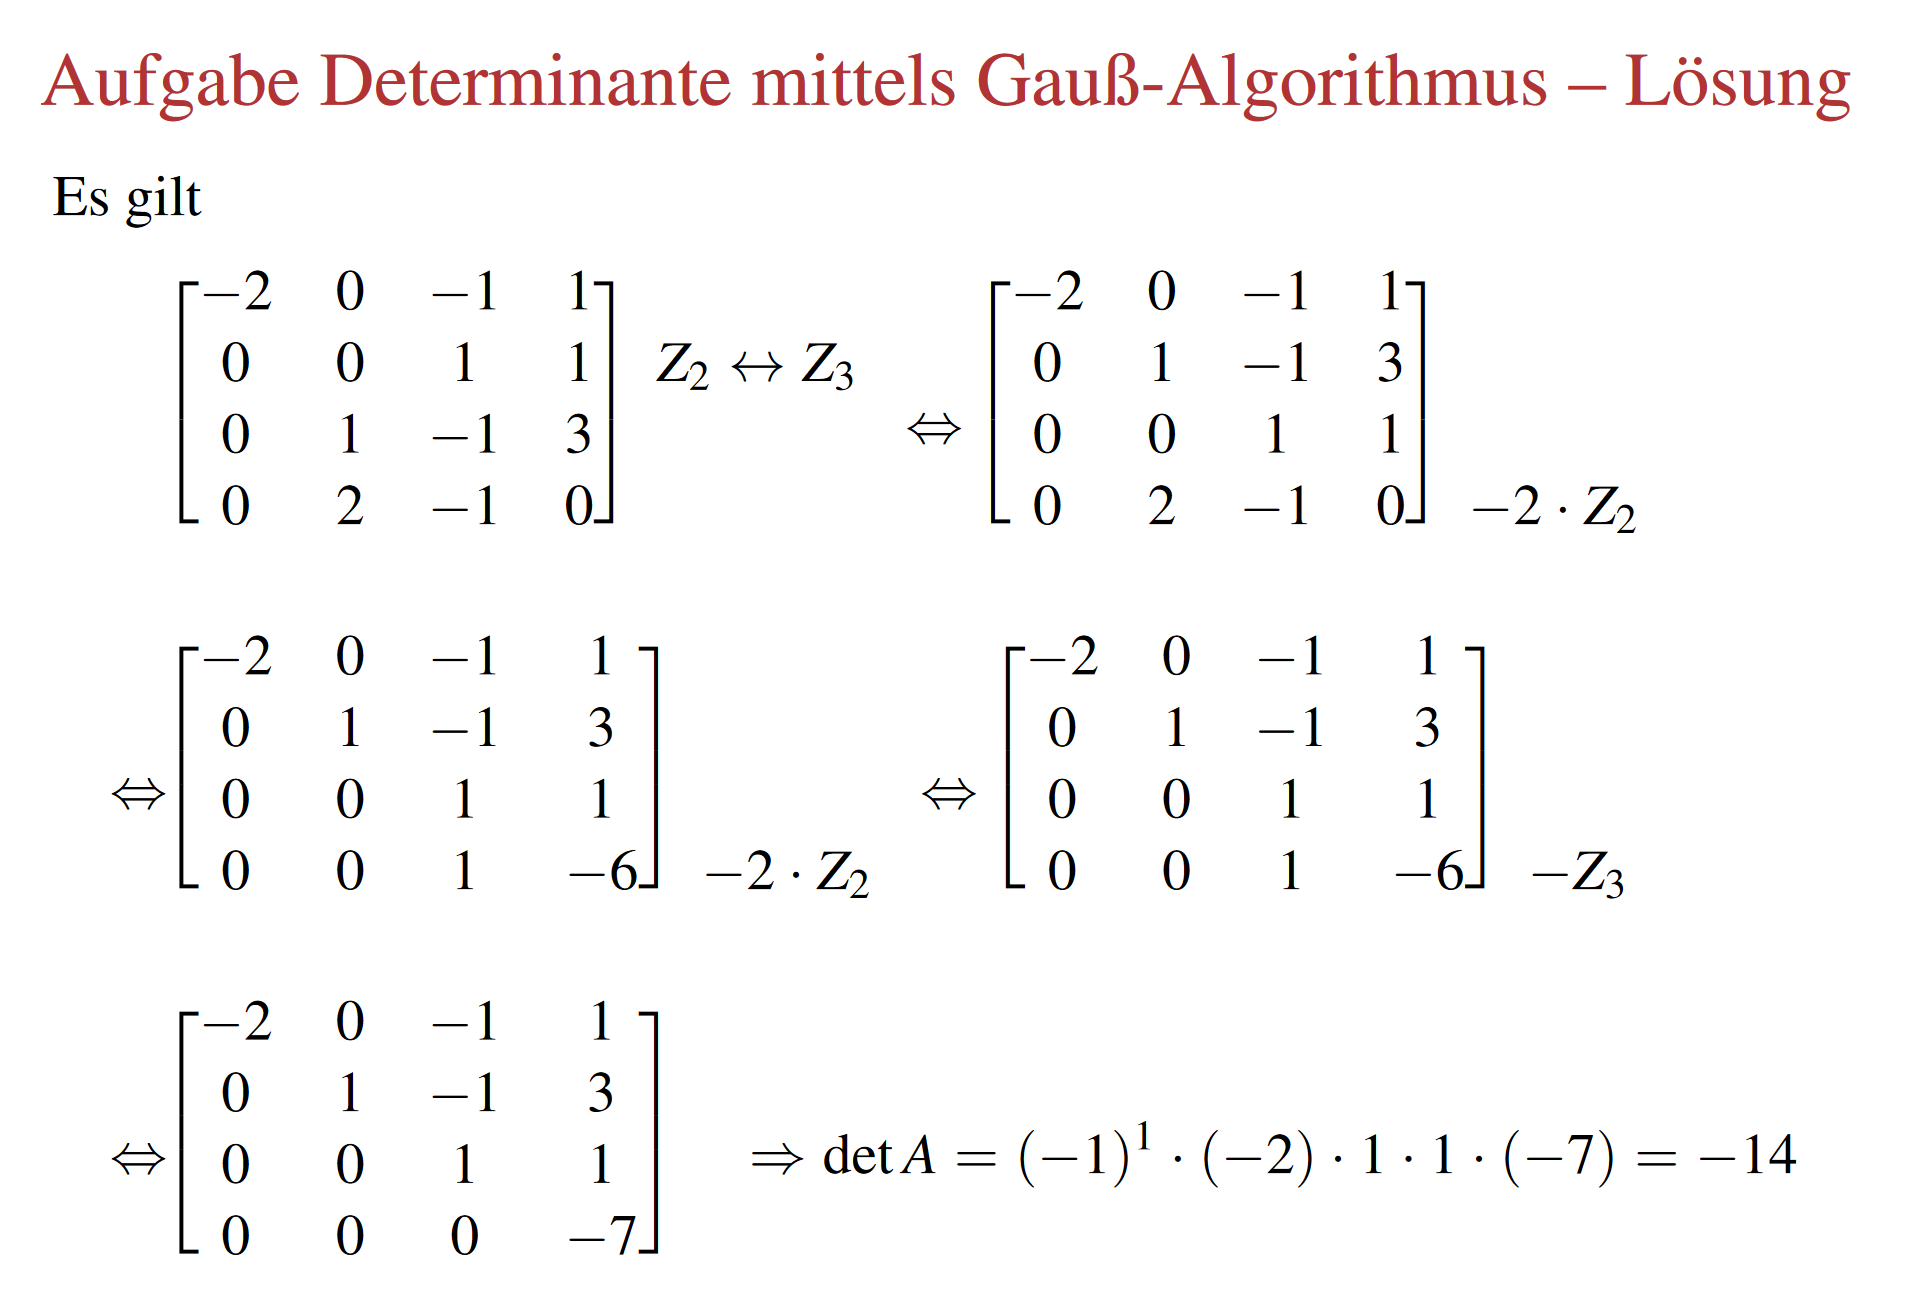 Aufgabe Determinante mittels Gauß-Algorithmus – Lösung
Es gilt
[−2 0 −1 1] [−2 0 −1 1]
[0 0 1 1] Z₂ ↔ Z₃ [0 1 −1 3]
[0 1 −1 3] ⇔ [0 0 1 1]
[0 2 −1 0] [0 2 −1 0] −2 · Z₂
[−2 0 −1 1] [−2 0 −1 1]
[0 1 −1 3] [0 1 −1 3]
⇔ [0 0 1 1] ⇔ [0 0 1 1]
[0 0 1 −6] −2 · Z₂ [0 0 1 −6] −Z₃
[−2 0 −1 1]
[0 1 −1 3]
⇔ [0 0 1 1] ⇒ det A = (−1)¹ · (−2) · 1 · 1 · (−7) = −14
[0 0 0 −7]